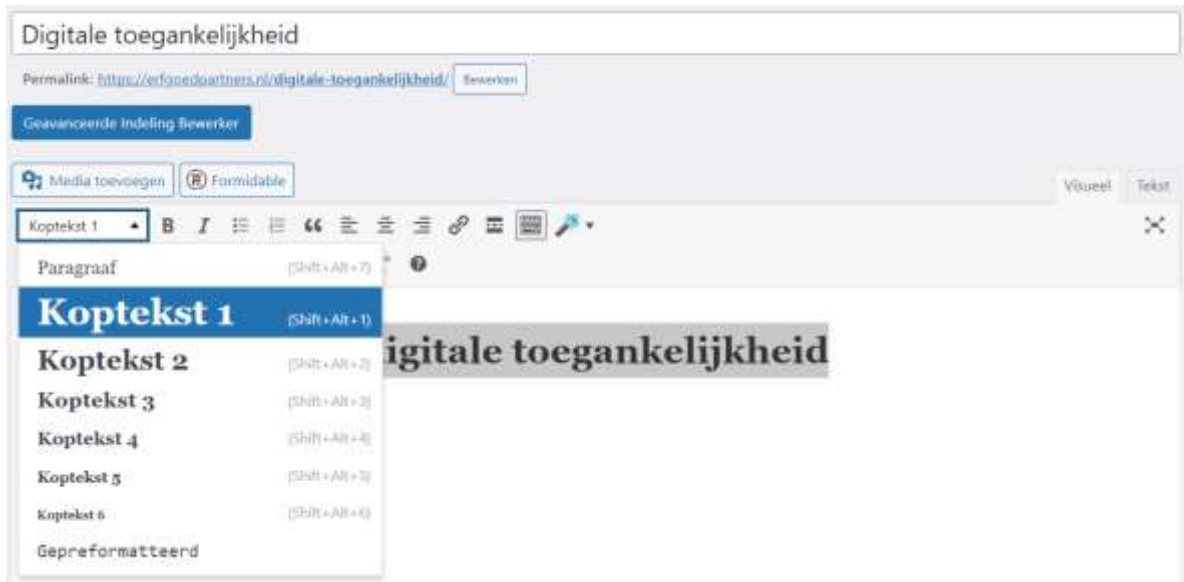 Digitale toegankelijkheid
Permalink: https://erfgoedpartners.nl/digitale-toegankelijkheid/ Bewerken
Geavanceerde Indeling Bewerker
Media toevoegen Formidable
Visueel Tekst
Koptekst 1 B I
Paragraaf (Shift+Alt+7)
Koptekst 1 (Shift+Alt+1)
igitale toegankelijkheid
Koptekst 2 (Shift+Alt+2)
Koptekst 3 (Shift+Alt+3)
Koptekst 4 (Shift+Alt+4)
Koptekst 5 (Shift+Alt+5)
Koptekst 6 (Shift+Alt+6)
Gepreformatteerd